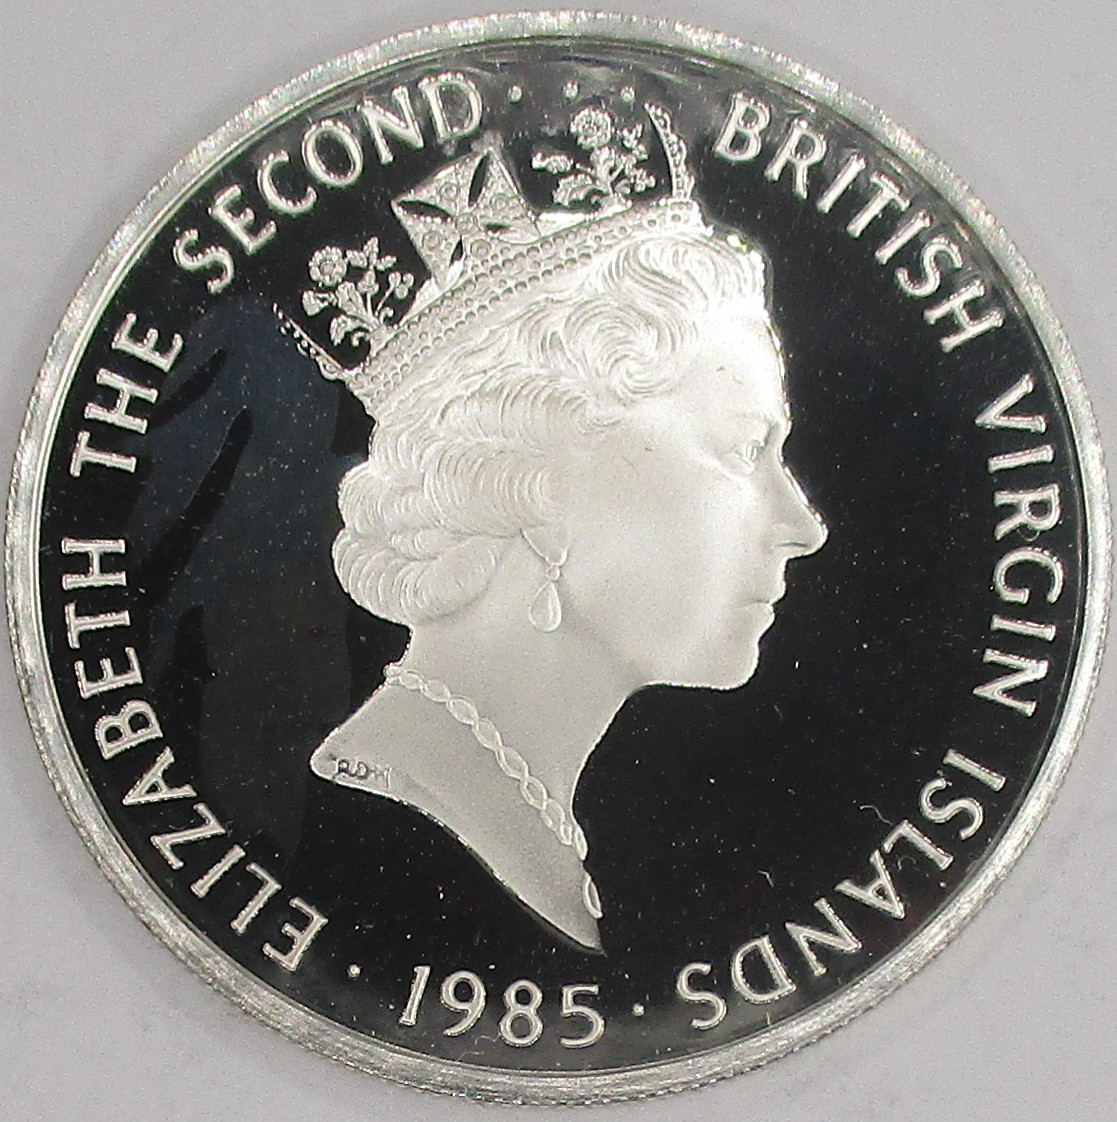 ELIZABETH THE SECOND · · · BRITISH VIRGIN ISLANDS · 1985 ·
RDM